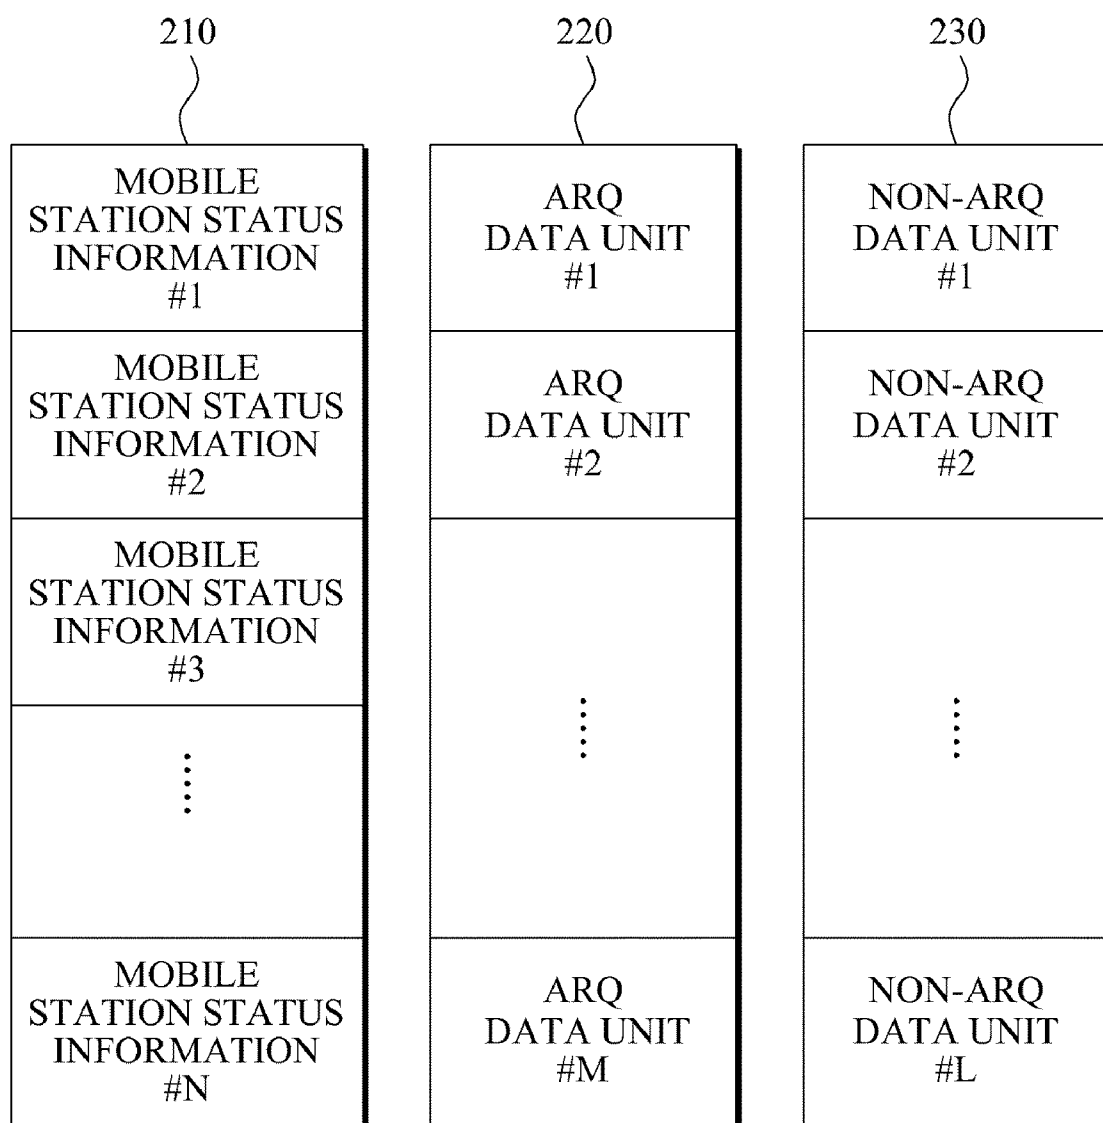 210
220
230
MOBILE
STATION STATUS
INFORMATION
#1
MOBILE
STATION STATUS
INFORMATION
#2
MOBILE
STATION STATUS
INFORMATION
#3
MOBILE
STATION STATUS
INFORMATION
#N
ARQ
DATA UNIT
#1
ARQ
DATA UNIT
#2
ARQ
DATA UNIT
#M
NON-ARQ
DATA UNIT
#1
NON-ARQ
DATA UNIT
#2
NON-ARQ
DATA UNIT
#L